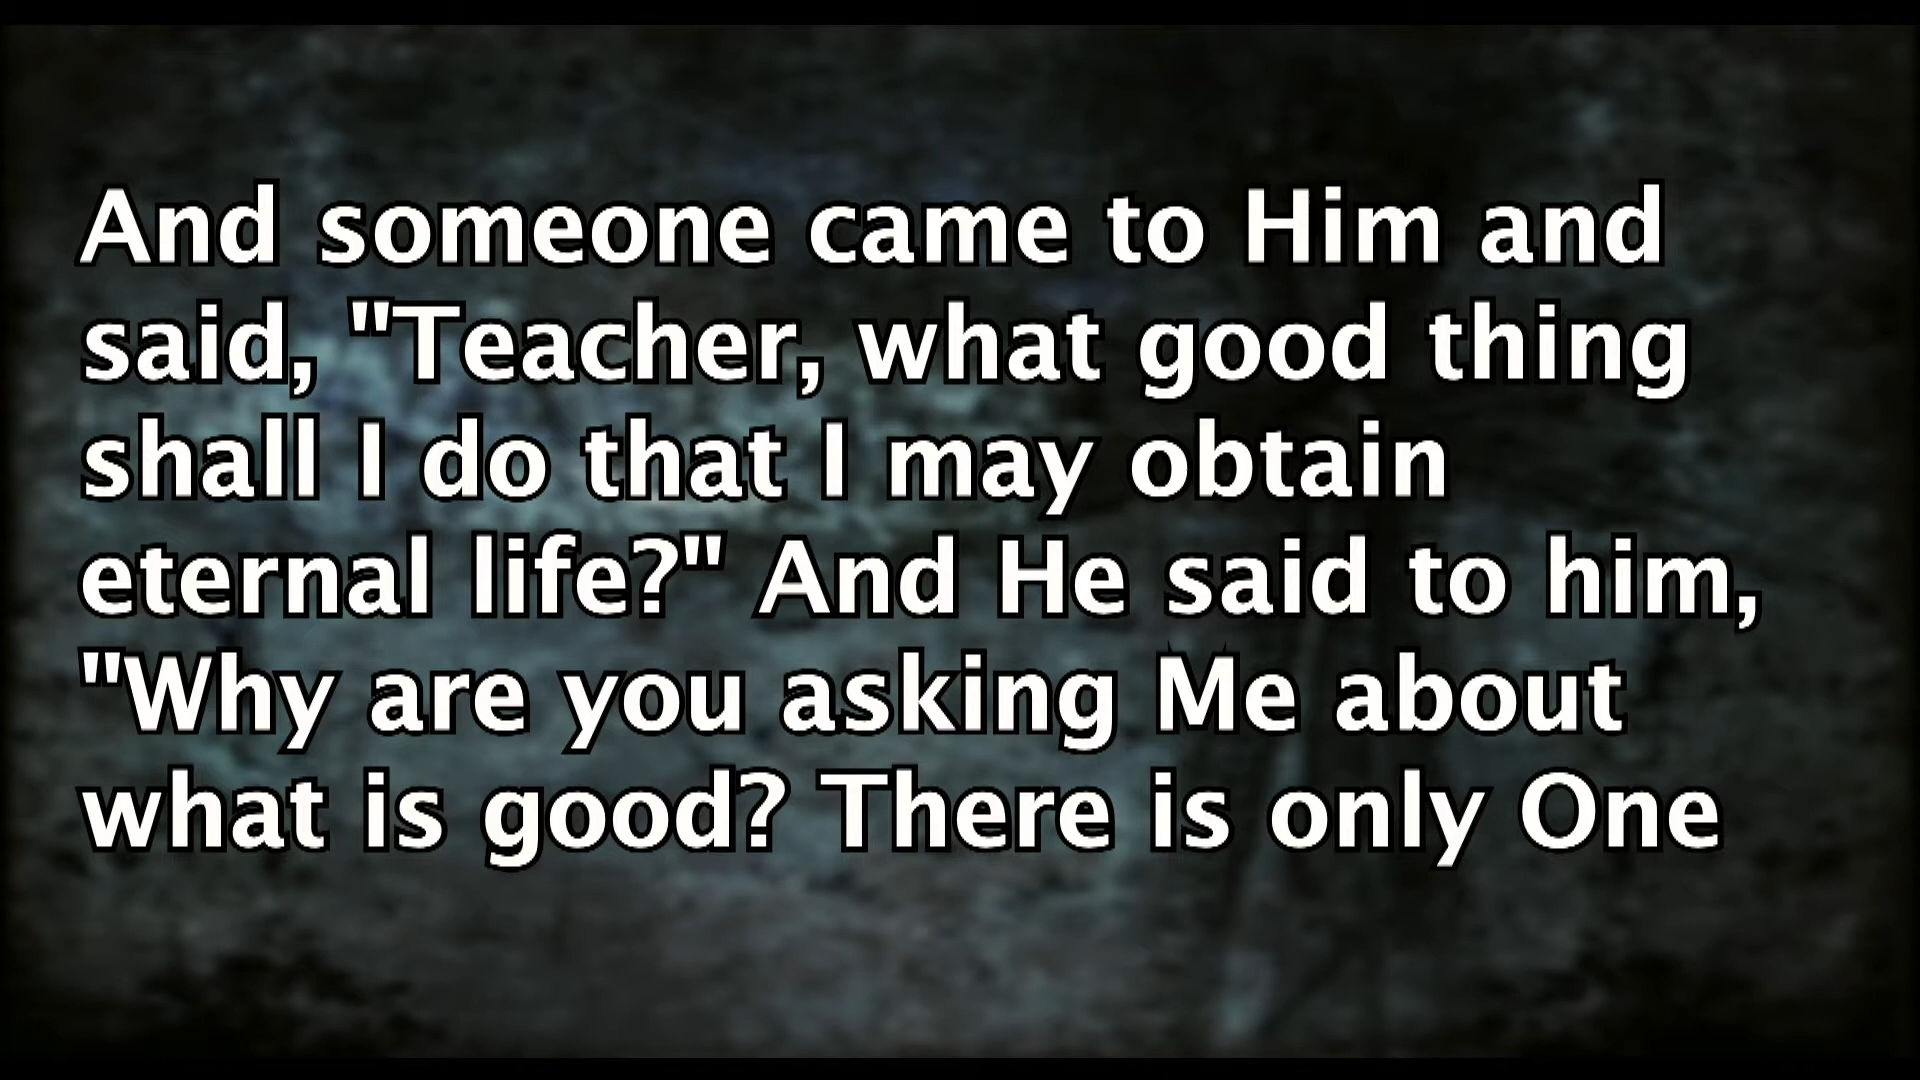 And someone came to Him and
said, "Teacher, what good thing
shall I do that I may obtain
eternal life?" And He said to him,
"Why are you asking Me about
what is good? There is only One